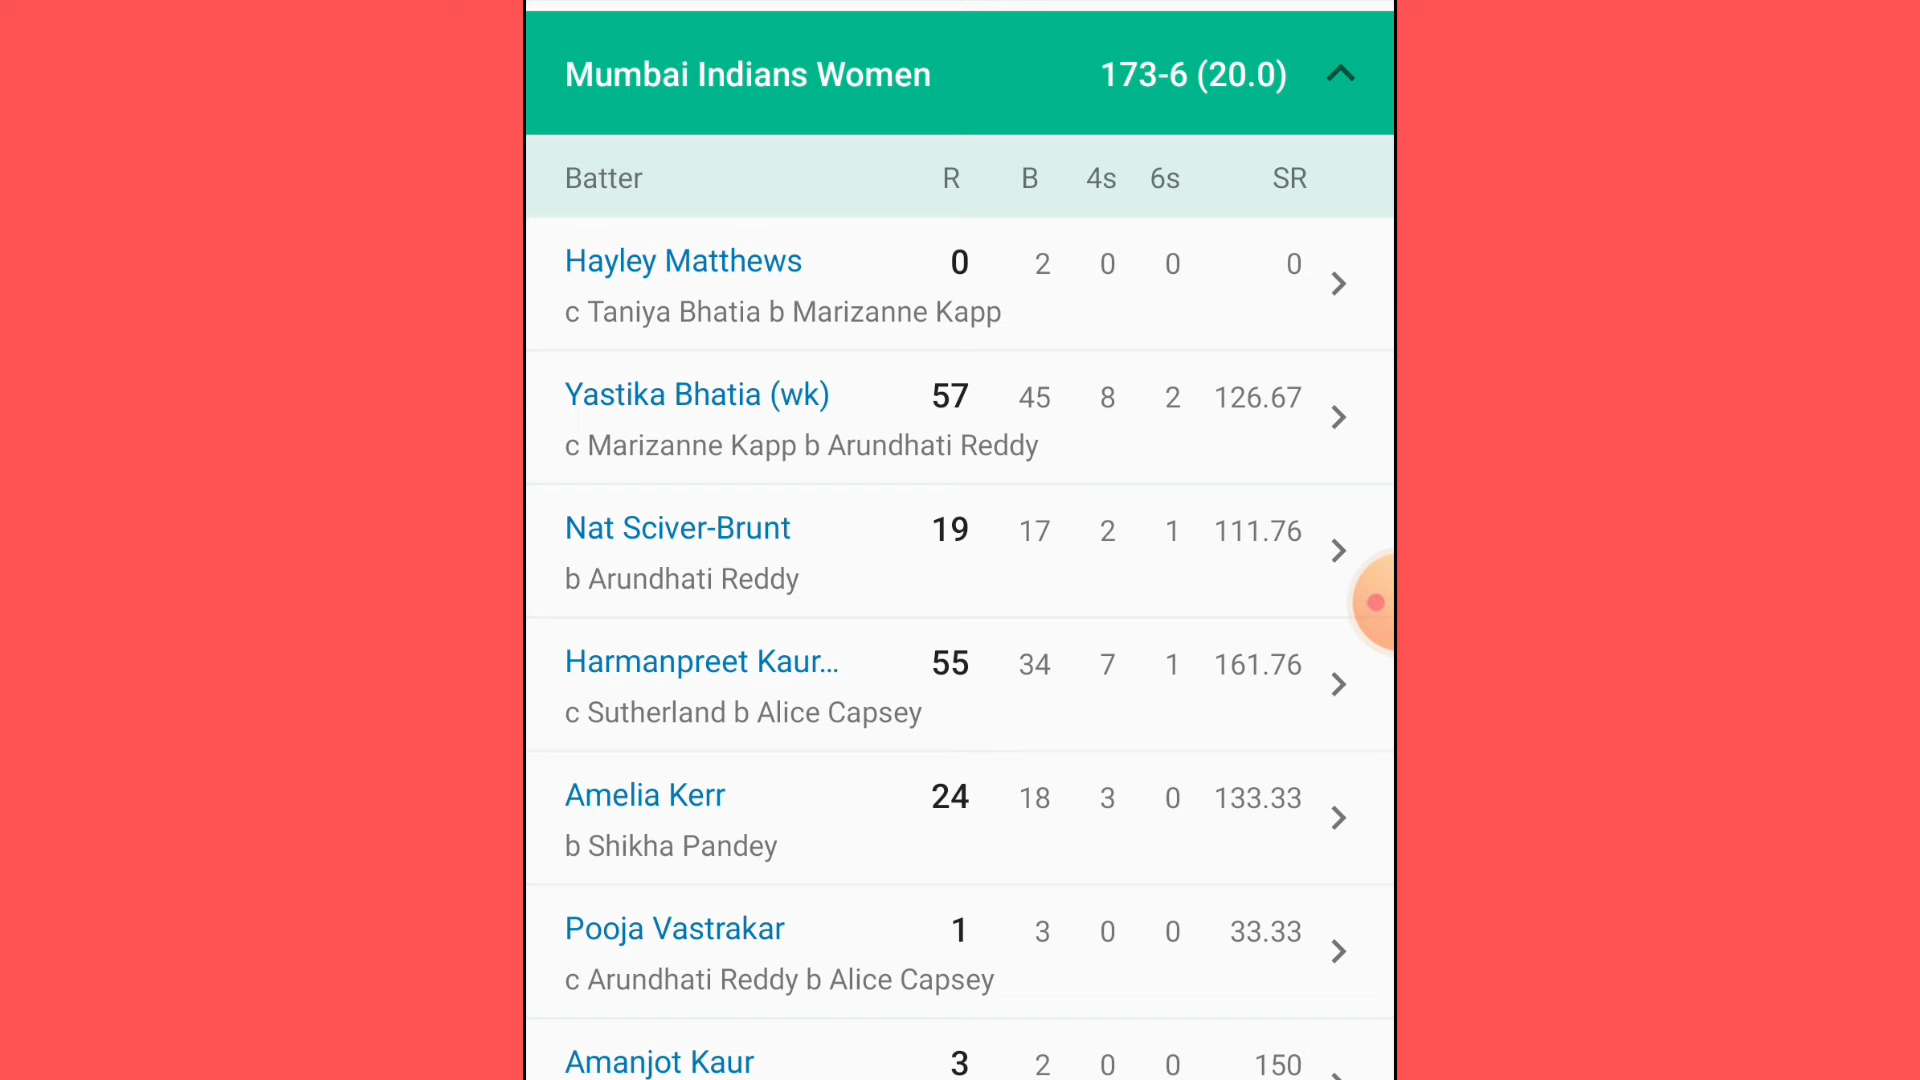 Mumbai Indians Women 173-6 (20.0)
Batter R B 4s 6s SR
Hayley Matthews 0 2 0 0 0
c Taniya Bhatia b Marizanne Kapp
Yastika Bhatia (wk) 57 45 8 2 126.67
c Marizanne Kapp b Arundhati Reddy
Nat Sciver-Brunt 19 17 2 1 111.76
b Arundhati Reddy
Harmanpreet Kaur... 55 34 7 1 161.76
c Sutherland b Alice Capsey
Amelia Kerr 24 18 3 0 133.33
b Shikha Pandey
Pooja Vastrakar 1 3 0 0 33.33
c Arundhati Reddy b Alice Capsey
Amanjot Kaur 3 2 0 0 150